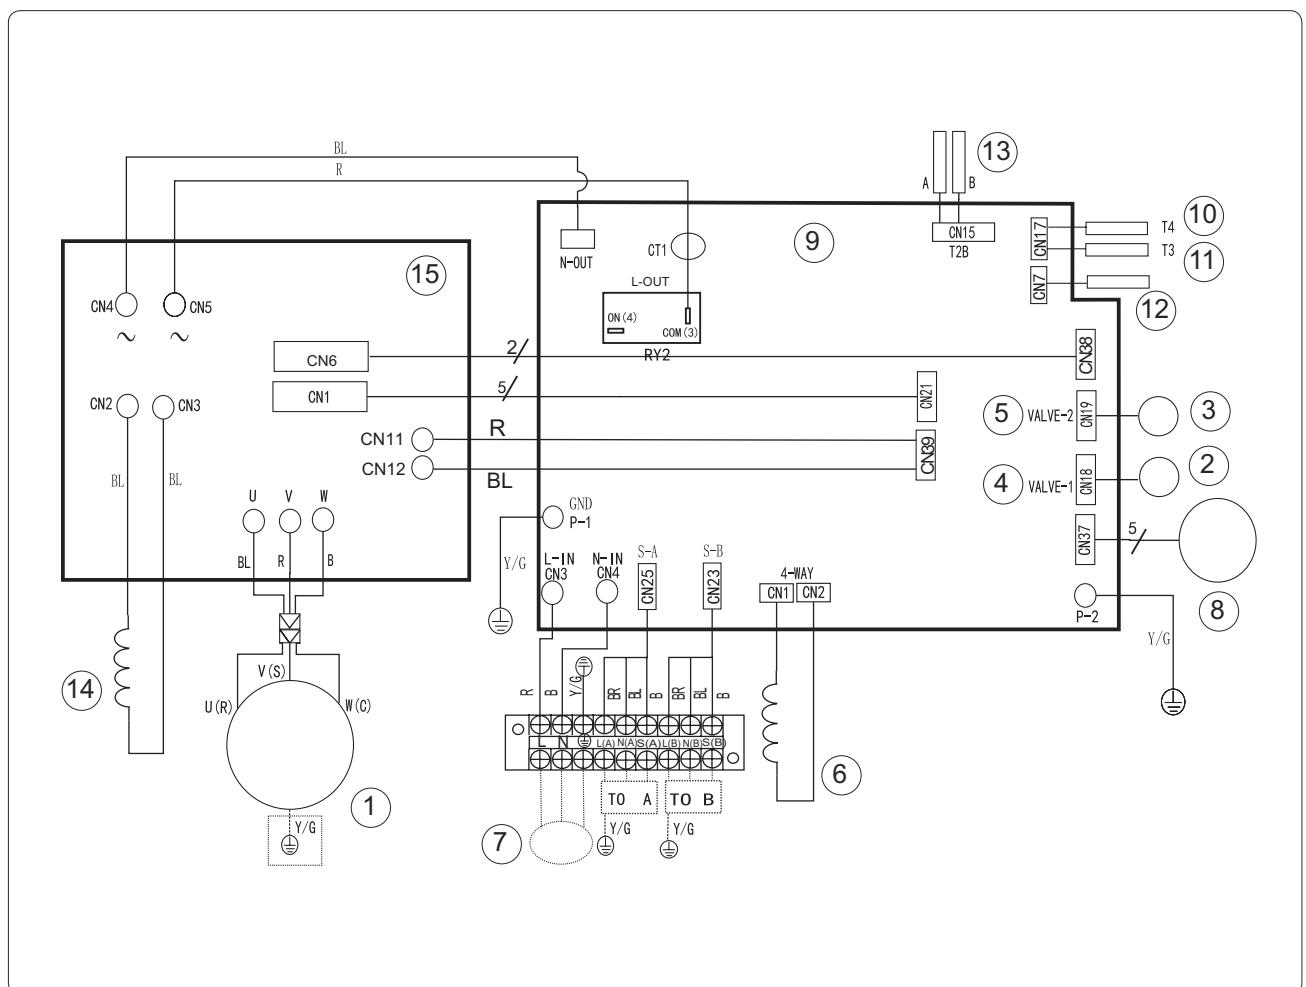 BL
R
13
A
B
CN15
T2B
CN17
T4
10
T3
11
CN7
12
9
15
N-OUT
CT1
L-OUT
ON(4)
COM(3)
RY2
CN4
CN5
~
~
CN6
2
CN38
CN1
5
CN21
CN2
CN3
CN11
R
CN39
CN12
BL
5
VALVE-2
CN19
3
4
VALVE-1
CN18
2
BL
BL
U
V
W
BL
R
B
GND
P-1
Y/G
CN37
5
8
L-IN
CN3
N-IN
CN4
S-A
CN25
S-B
CN23
4-WAY
CN1
CN2
P-2
Y/G
14
V(S)
U(R)
W(C)
R
B
Y/G
BR
BL
B
BR
BL
B
L
N
L(A)
N(A)
S(A)
L(B)
N(B)
S(B)
6
1
Y/G
TO A
TO B
Y/G
Y/G
7